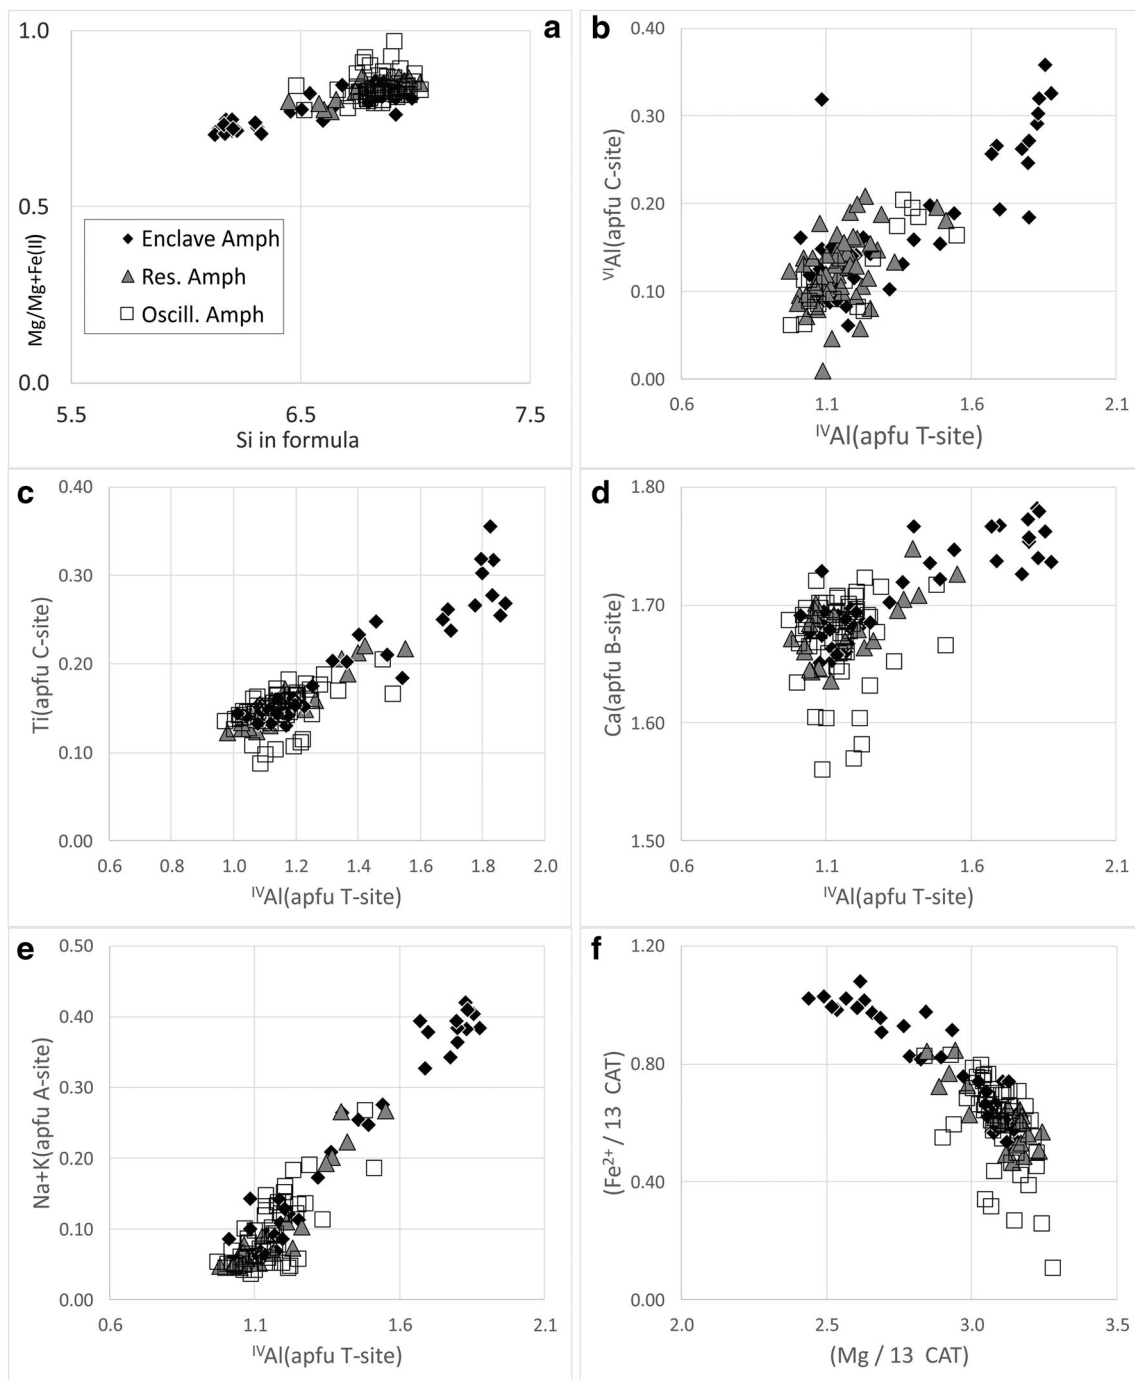 a
1.0
0.5
0.0
Mg/Mg+Fe(II)
Enclave Amph
Res. Amph
Oscill. Amph
5.5 6.5 7.5
Si in formula
b
0.40
0.30
0.20
0.10
0.00
VIAl(apfu C-site)
0.6 1.1 1.6 2.1
IVAl(apfu T-site)
c
0.40
0.30
0.20
0.10
0.00
Ti(apfu C-site)
0.6 0.8 1.0 1.2 1.4 1.6 1.8 2.0
IVAl(apfu T-site)
d
1.80
1.70
1.60
1.50
Ca(apfu B-site)
0.6 1.1 1.6 2.1
IVAl(apfu T-site)
e
0.50
0.40
0.30
0.20
0.10
0.00
Na+K(apfu A-site)
0.6 1.1 1.6 2.1
IVAl(apfu T-site)
f
1.20
0.80
0.40
0.00
(Fe2+ / 13 CAT)
2.0 2.5 3.0 3.5
(Mg / 13 CAT)